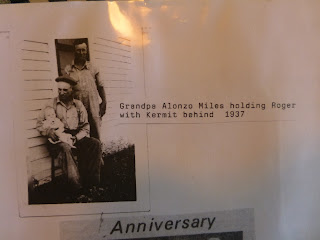 Grandpa Alonzo Miles holding Roger
with Kermit behind  1937
Anniversary